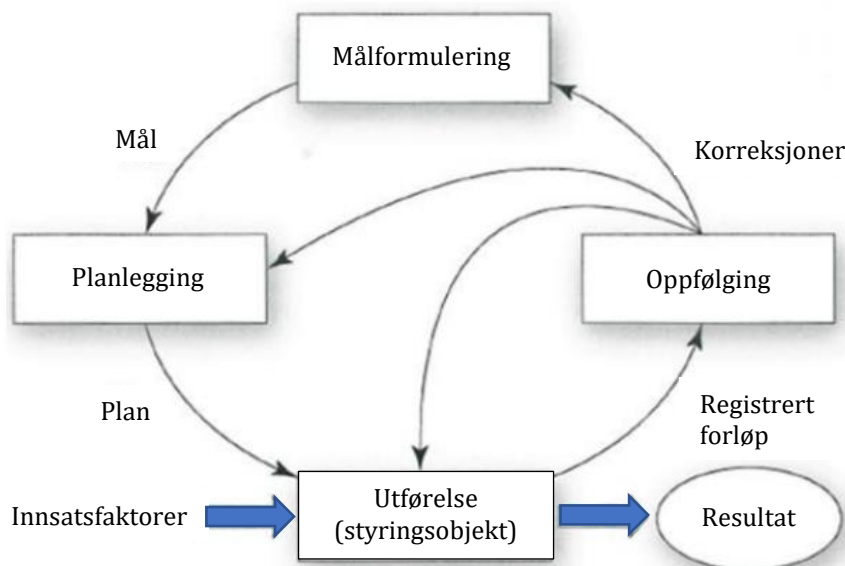 Målformulering
Mål
Korreksjoner
Planlegging
Oppfølging
Plan
Registrert
forløp
Innsatsfaktorer
Utførelse
(styringsobjekt)
Resultat